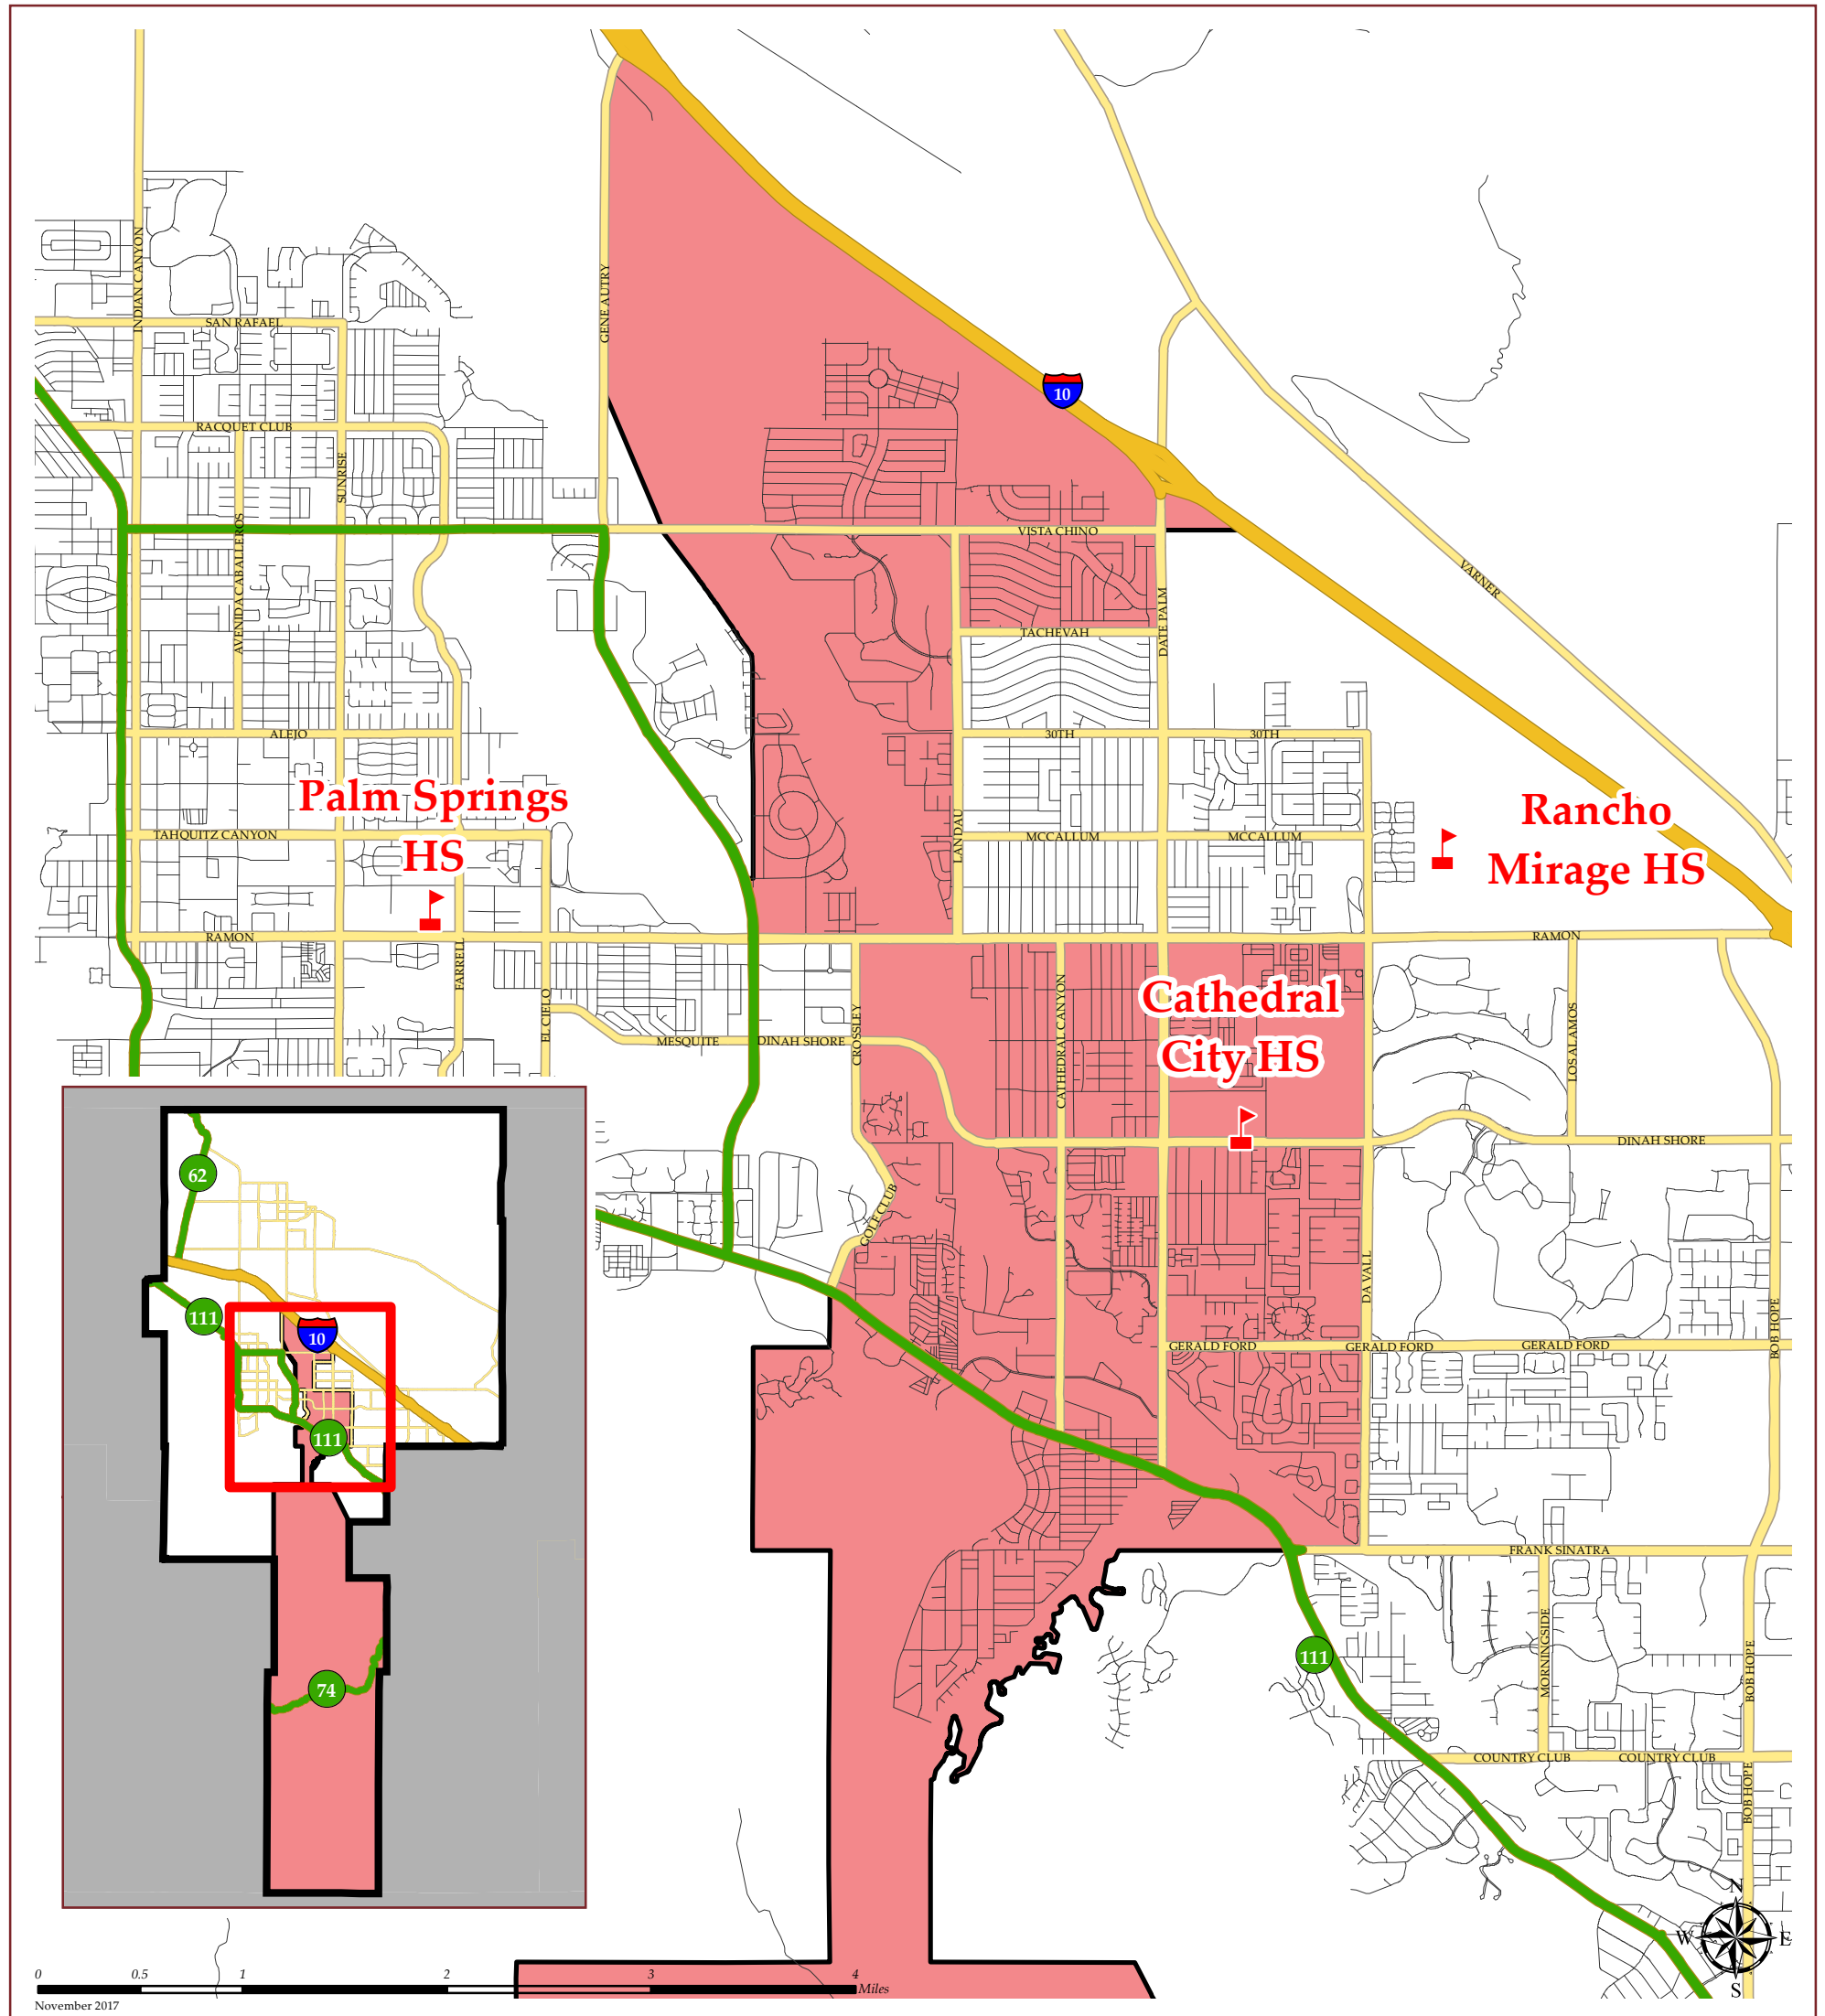 INDIAN CANYON
GENE AUTRY
SAN RAFAEL
10
RACQUET CLUB
SUNRISE
VISTA CHINO
AVENIDA CABALLEROS
VARNER
DATE PALM
TACHEVAH
ALEJO
30TH
30TH
Palm Springs
HS
Rancho
Mirage HS
TAHQUITZ CANYON
LANDAU
MCCALLUM
MCCALLUM
RAMON
RAMON
FARRELL
EL CIELO
CROSSLEY
CATHEDRAL CANYON
Cathedral
City HS
LOS ALAMOS
MESQUITE
DINAH SHORE
DINAH SHORE
GOLF CLUB
DA VALL
BOB HOPE
GERALD FORD
GERALD FORD
GERALD FORD
62
111
10
111
74
FRANK SINATRA
111
MORNINGSIDE
BOB HOPE
COUNTRY CLUB
COUNTRY CLUB
BOB HOPE
N
W
E
S
0
0.5
1
2
3
4
Miles
November 2017